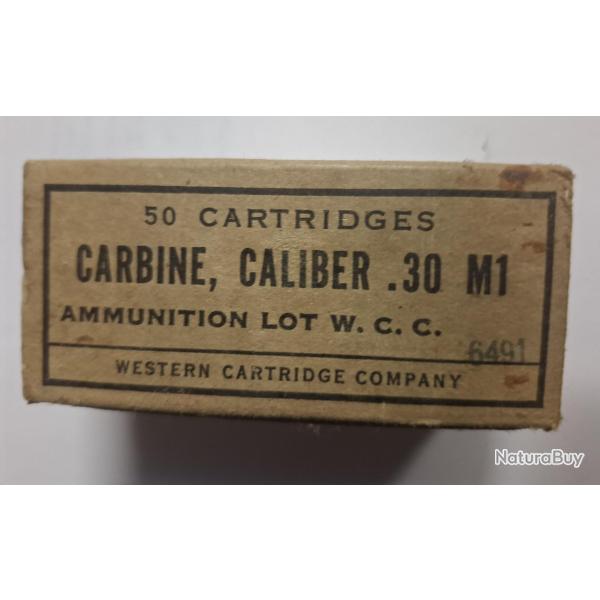 50 CARTRIDGES
CARBINE, CALIBER .30 M1
AMMUNITION LOT W. C. C.
6491
WESTERN CARTRIDGE COMPANY
NaturaBuy